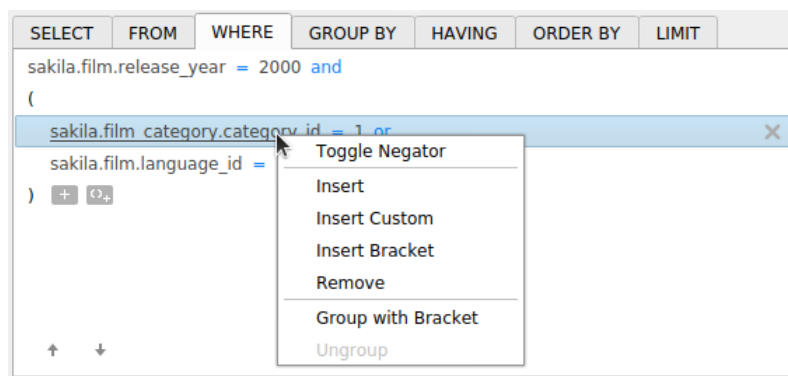 SELECT FROM WHERE GROUP BY HAVING ORDER BY LIMIT
sakila.film.release_year = 2000 and
(
sakila.film_category.category_id = 1 or
sakila.film.language_id =
)
Toggle Negator
Insert
Insert Custom
Insert Bracket
Remove
Group with Bracket
Ungroup